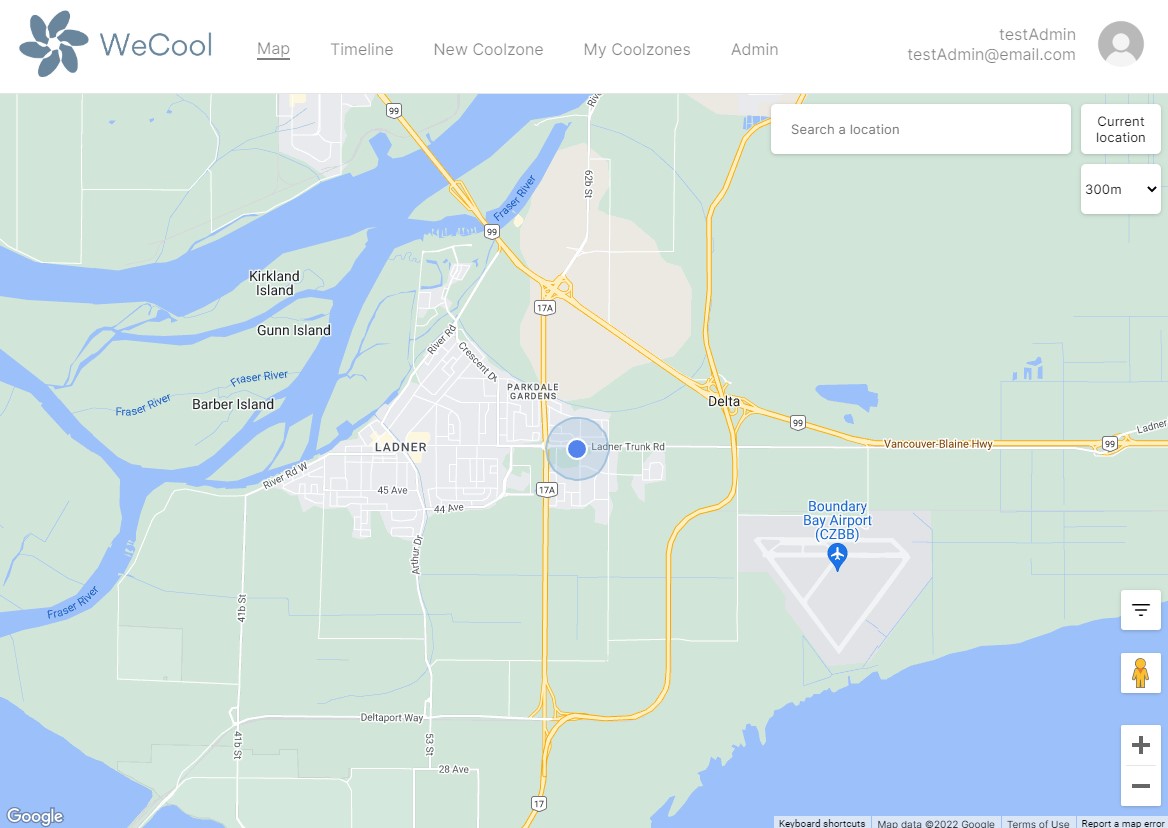 WeCool
Map
Timeline
New Coolzone
My Coolzones
Admin
testAdmin
testAdmin@email.com
Search a location
Current
location
300m
99
62b St
Fraser River
99
Kirkland
Island
17A
Gunn Island
River Rd
Crescent Dr
Fraser River
Fraser River
Barber Island
PARKDALE
GARDENS
Delta
99
LADNER
Ladner Trunk Rd
Vancouver-Blaine Hwy
99
Ladner
River Rd W
45 Ave
17A
44 Ave
Boundary
Bay Airport
(CZBB)
Arthur Dr
Fraser River
41b St
Deltaport Way
41b St
53 St
28 Ave
17
Google
Keyboard shortcuts
Map data ©2022 Google
Terms of Use
Report a map error